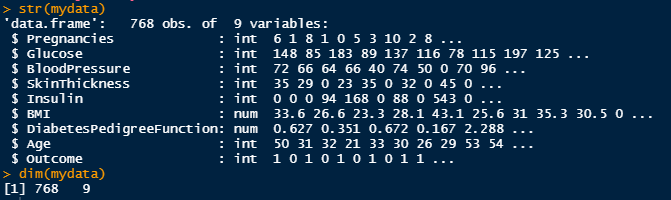 > str(mydata)
'data.frame':   768 obs. of  9 variables:
 $ Pregnancies             : int  6 1 8 1 0 5 3 10 2 8 ...
 $ Glucose                 : int  148 85 183 89 137 116 78 115 197 125 ...
 $ BloodPressure           : int  72 66 64 66 40 74 50 0 70 96 ...
 $ SkinThickness           : int  35 29 0 23 35 0 32 0 45 0 ...
 $ Insulin                 : int  0 0 0 94 168 0 88 0 543 0 ...
 $ BMI                     : num  33.6 26.6 23.3 28.1 43.1 25.6 31 35.3 30.5 0 ...
 $ DiabetesPedigreeFunction: num  0.627 0.351 0.672 0.167 2.288 ...
 $ Age                     : int  50 31 32 21 33 30 26 29 53 54 ...
 $ Outcome                 : int  1 0 1 0 1 0 1 0 1 1 ...
> dim(mydata)
[1] 768   9